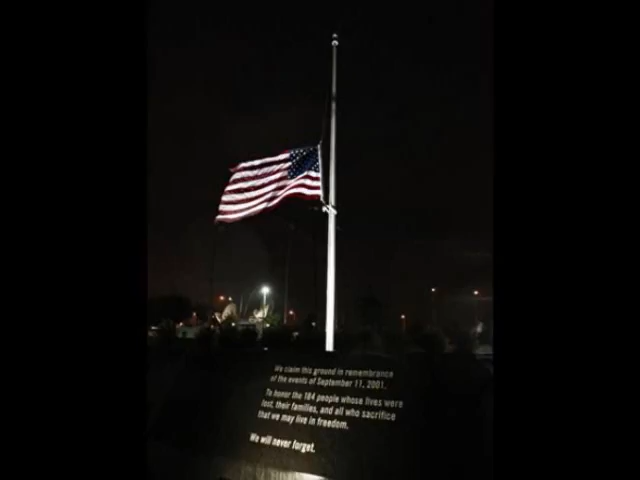 We claim this ground in remembrance
of the events of September 11, 2001.
To honor the 184 people whose lives were
lost, their families, and all who sacrifice
that we may live in freedom.
We will never forget.